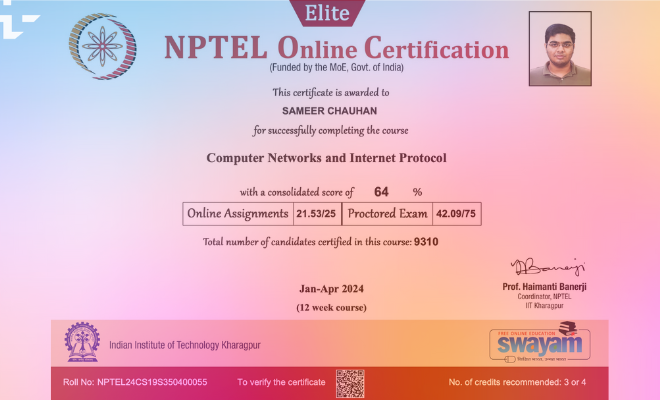 Elite
NPTEL Online Certification
(Funded by the MoE, Govt. of India)
This certificate is awarded to
SAMEER CHAUHAN
for successfully completing the course
Computer Networks and Internet Protocol
with a consolidated score of 64 %
Online Assignments 21.53/25 Proctored Exam 42.09/75
Total number of candidates certified in this course: 9310
Jan-Apr 2024
(12 week course)
Prof. Haimanti Banerji
Coordinator, NPTEL
IIT Kharagpur
Indian Institute of Technology Kharagpur
FREE ONLINE EDUCATION
swayam
Roll No: NPTEL24CS19S350400055 To verify the certificate No. of credits recommended: 3 or 4